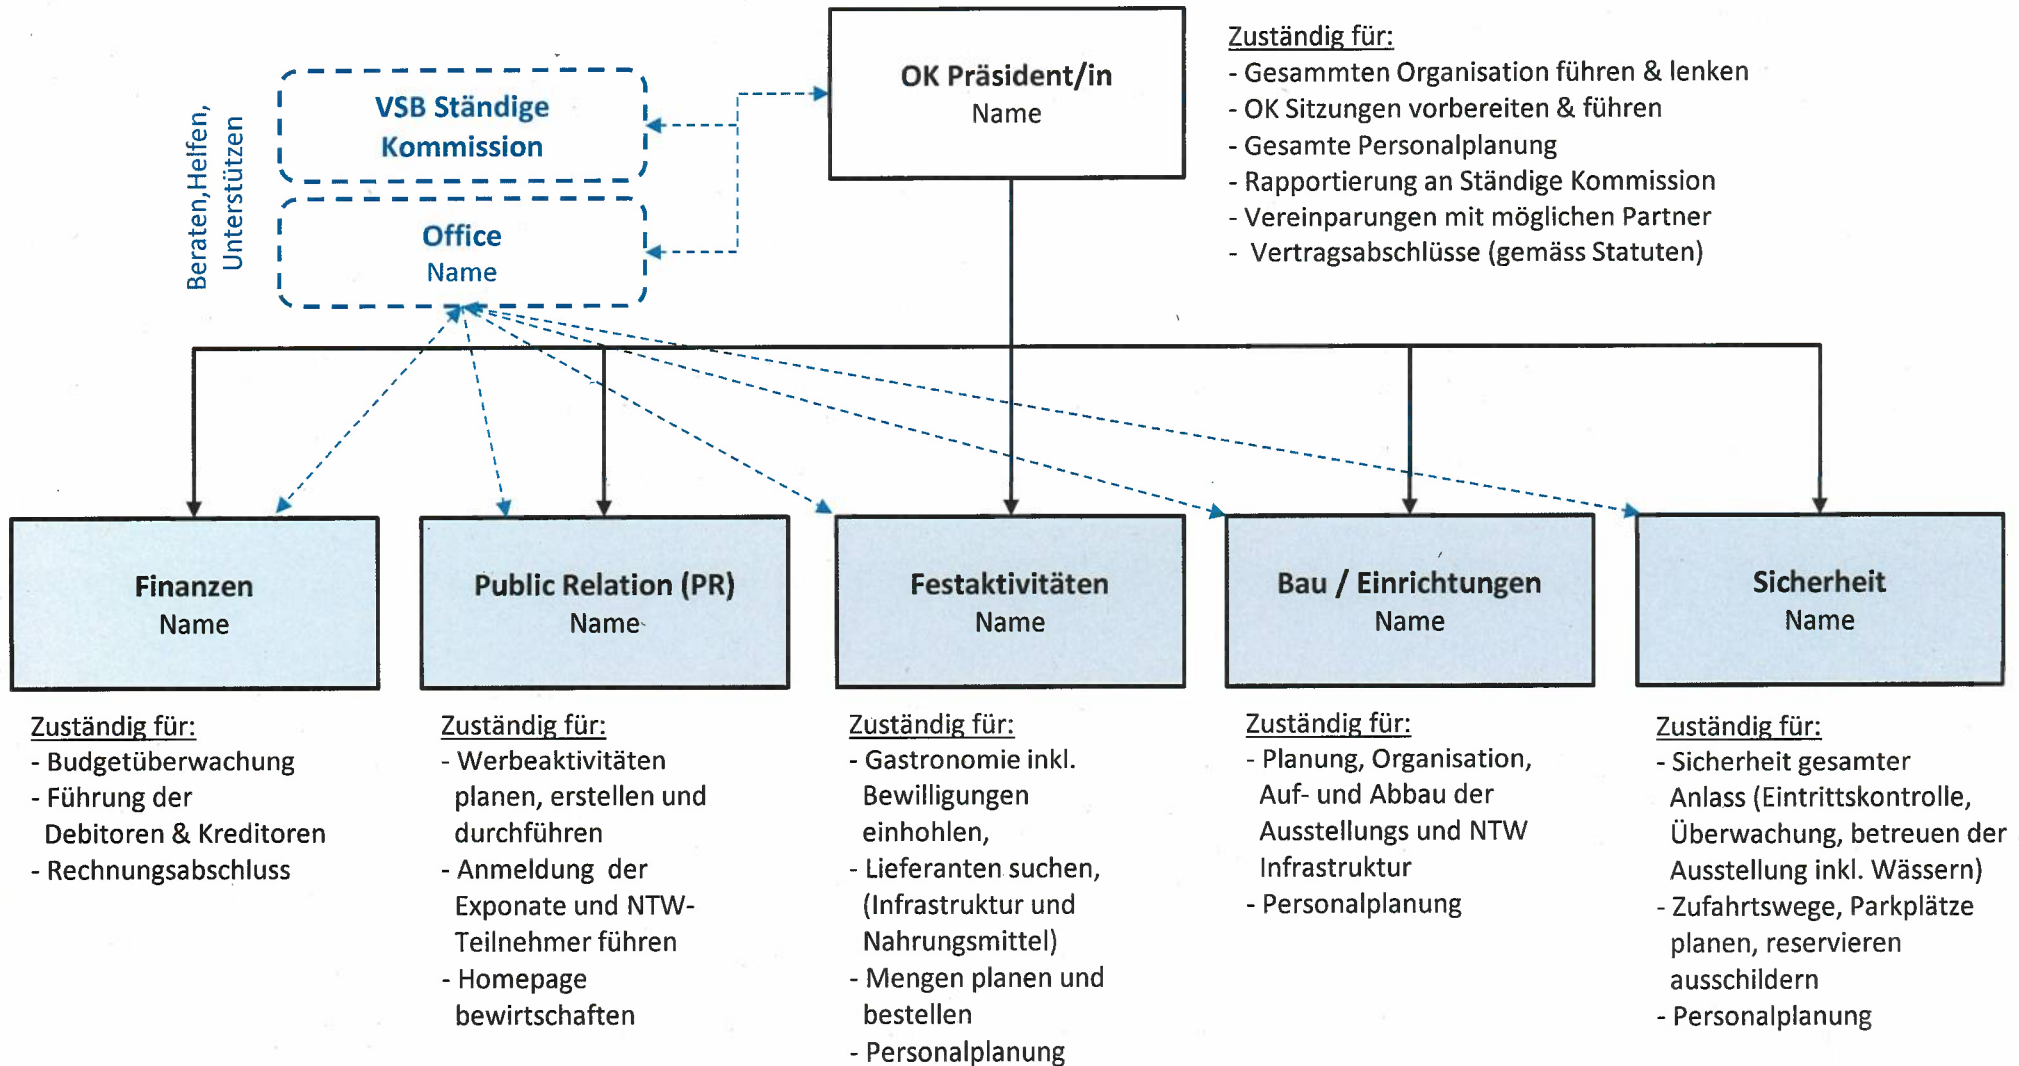 OK Präsident/in
Name
Zuständig für:
- Gesammten Organisation führen & lenken
- OK Sitzungen vorbereiten & führen
- Gesamte Personalplanung
- Rapportierung an Ständige Kommission
- Vereinparungen mit möglichen Partner
- Vertragsabschlüsse (gemäss Statuten)
Beraten,Helfen,
Unterstützen
VSB Ständige
Kommission
Office
Name
Finanzen
Name
Zuständig für:
- Budgetüberwachung
- Führung der
Debitoren & Kreditoren
- Rechnungsabschluss
Public Relation (PR)
Name
Zuständig für:
- Werbeaktivitäten
planen, erstellen und
durchführen
- Anmeldung der
Exponate und NTW-
Teilnehmer führen
- Homepage
bewirtschaften
Festaktivitäten
Name
Zuständig für:
- Gastronomie inkl.
Bewilligungen
einhohlen,
- Lieferanten suchen,
(Infrastruktur und
Nahrungsmittel)
- Mengen planen und
bestellen
- Personalplanung
Bau / Einrichtungen
Name
Zuständig für:
- Planung, Organisation,
Auf- und Abbau der
Ausstellungs und NTW
Infrastruktur
- Personalplanung
Sicherheit
Name
Zuständig für:
- Sicherheit gesamter
Anlass (Eintrittskontrolle,
Überwachung, betreuen der
Ausstellung inkl. Wässern)
- Zufahrtswege, Parkplätze
planen, reservieren
ausschildern
- Personalplanung